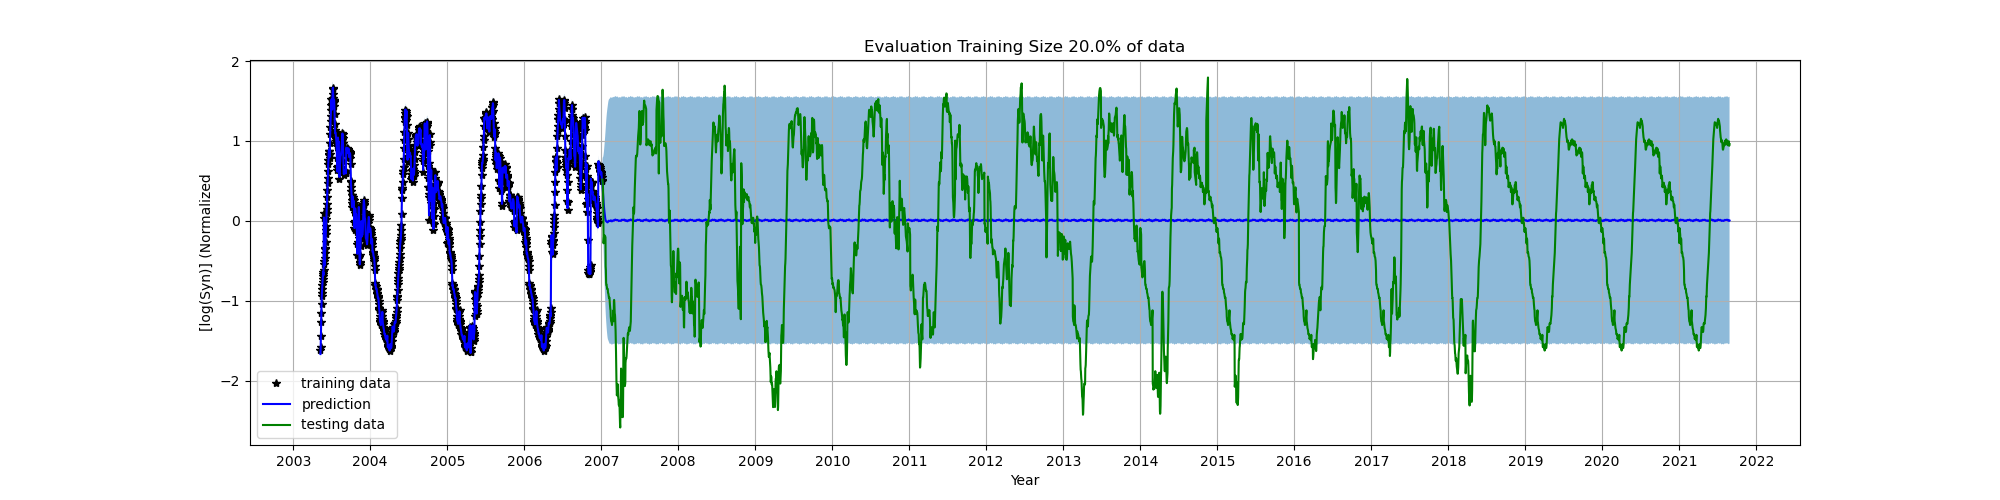 Evaluation Training Size 20.0% of data
[log(Syn)] (Normalized
2
1
0
−1
−2
training data
prediction
testing data
2003 2004 2005 2006 2007 2008 2009 2010 2011 2012 2013 2014 2015 2016 2017 2018 2019 2020 2021 2022
Year